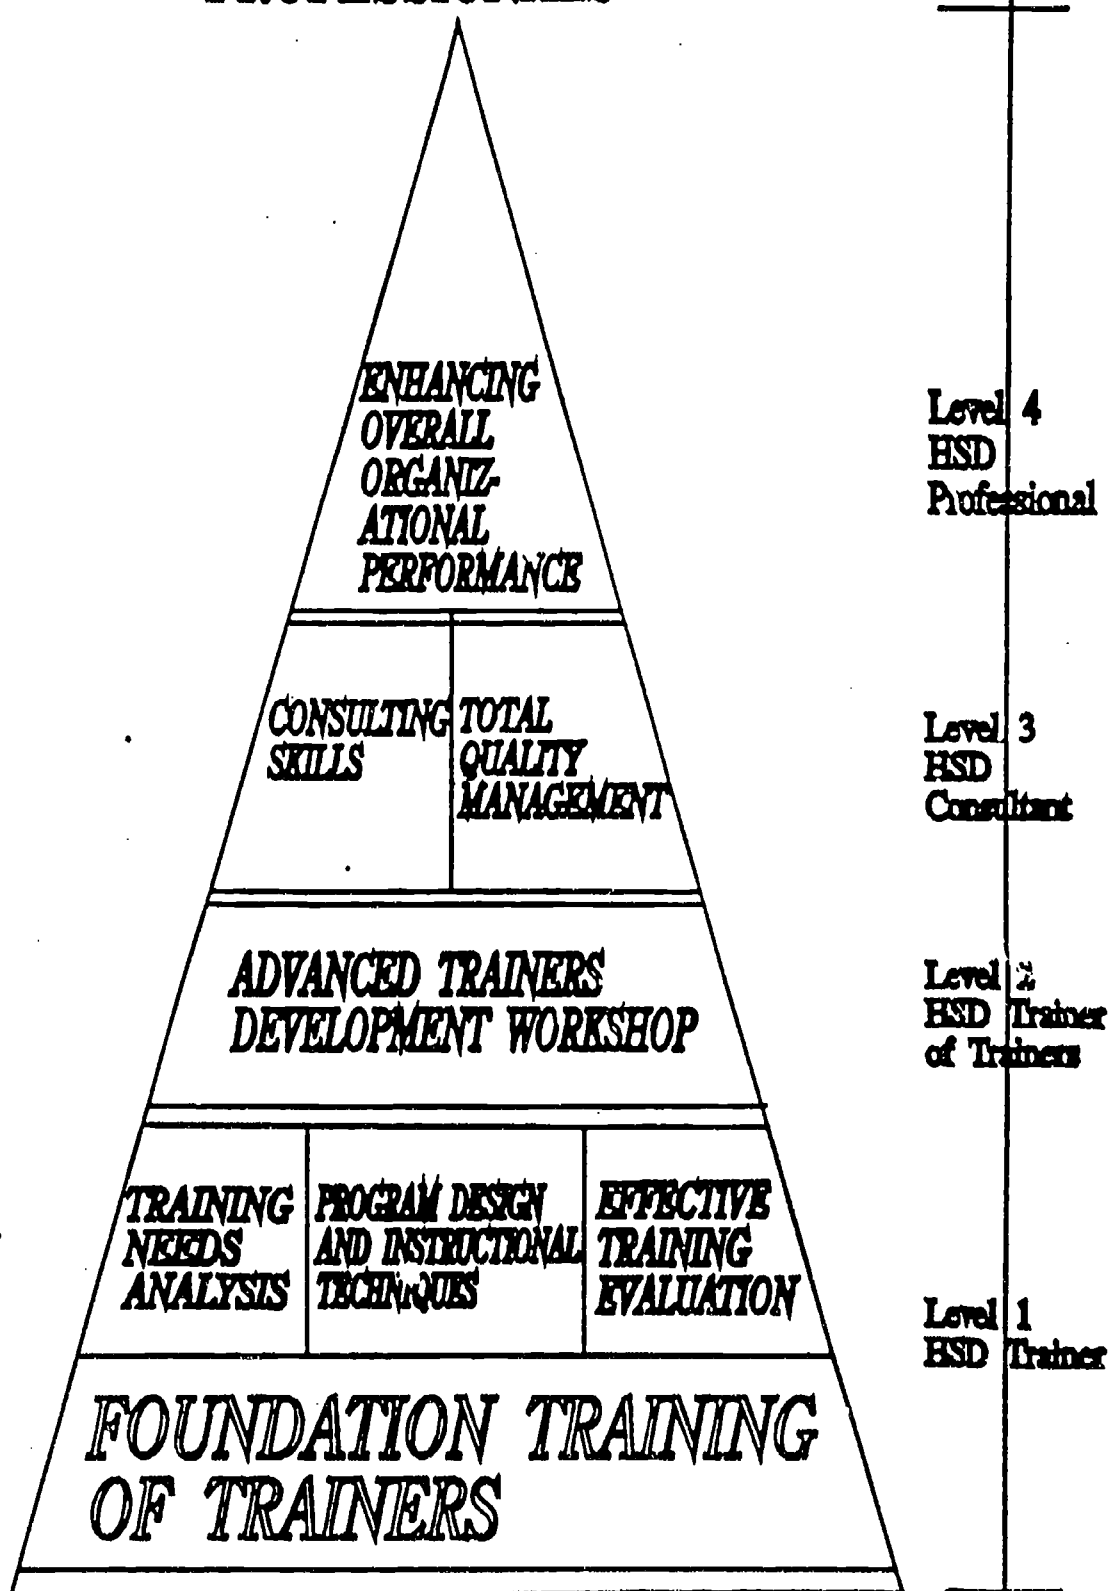 ENHANCING
OVERALL
ORGANIZ-
ATIONAL
PERFORMANCE
Level 4
HSD
Professional
CONSULTING
SKILLS
TOTAL
QUALITY
MANAGEMENT
Level 3
HSD
Consultant
ADVANCED TRAINERS
DEVELOPMENT WORKSHOP
Level 2
HSD Trainer
of Trainers
TRAINING
NEEDS
ANALYSIS
PROGRAM DESIGN
AND INSTRUCTIONAL
TECHNIQUES
EFFECTIVE
TRAINING
EVALUATION
Level 1
HSD Trainer
FOUNDATION TRAINING
OF TRAINERS